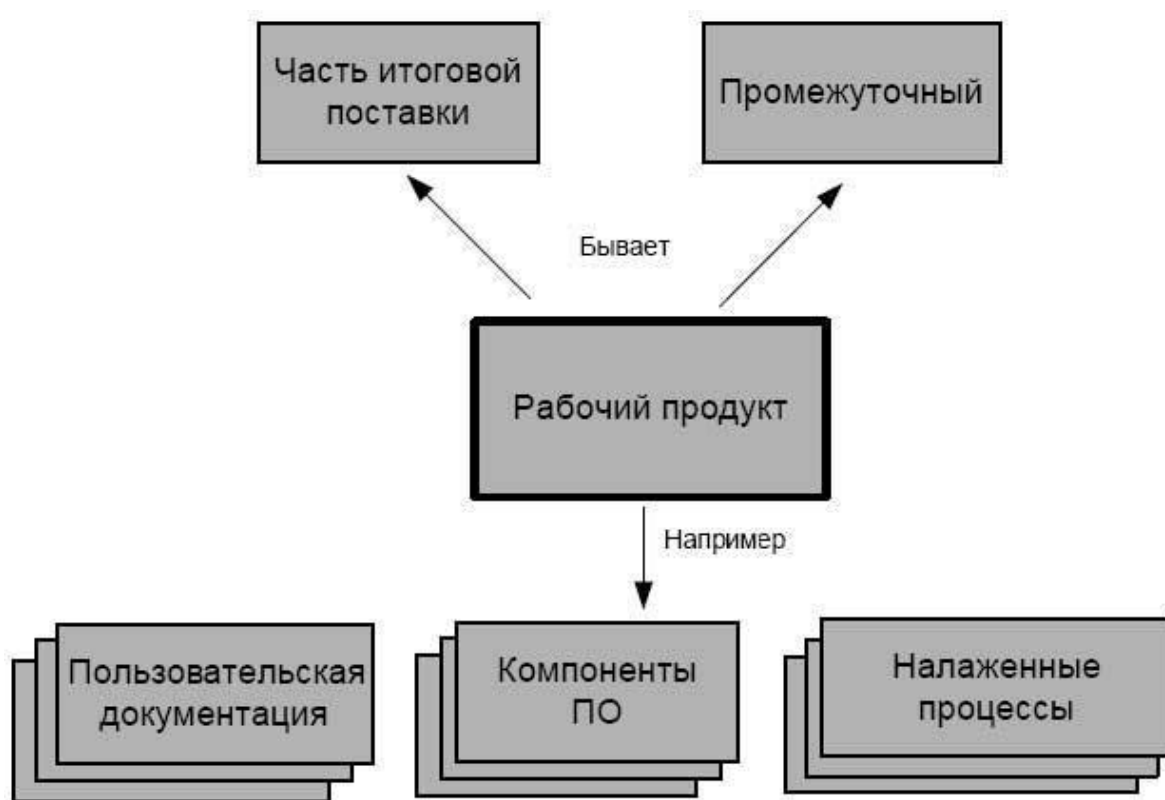 Часть итоговой
поставки
Промежуточный
Бывает
Рабочий продукт
Например
Пользовательская
документация
Компоненты
ПО
Налаженные
процессы